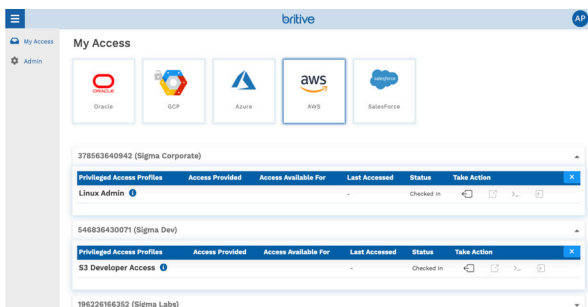 britive
AP
My Access
Admin
My Access
ORACLE
Oracle
GCP
Azure
aws
AWS
salesforce
SalesForce
378563640942 (Sigma Corporate)
Privileged Access Profiles Access Provided Access Available For Last Accessed Status Take Action ×
Linux Admin i - Checked In >_
546836430071 (Sigma Dev)
Privileged Access Profiles Access Provided Access Available For Last Accessed Status Take Action ×
S3 Developer Access i - Checked In >_
196226166352 (Sigma Labs)